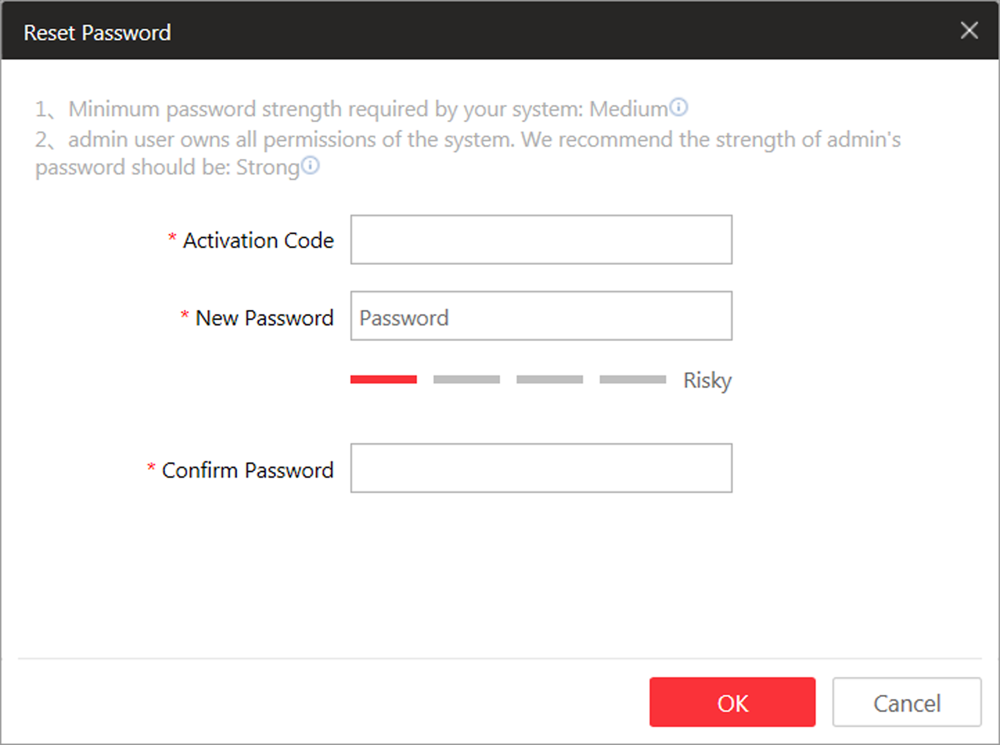 Reset Password
1、 Minimum password strength required by your system: Medium
2、 admin user owns all permissions of the system. We recommend the strength of admin's
password should be: Strong
* Activation Code
* New Password Password
Risky
* Confirm Password
OK Cancel